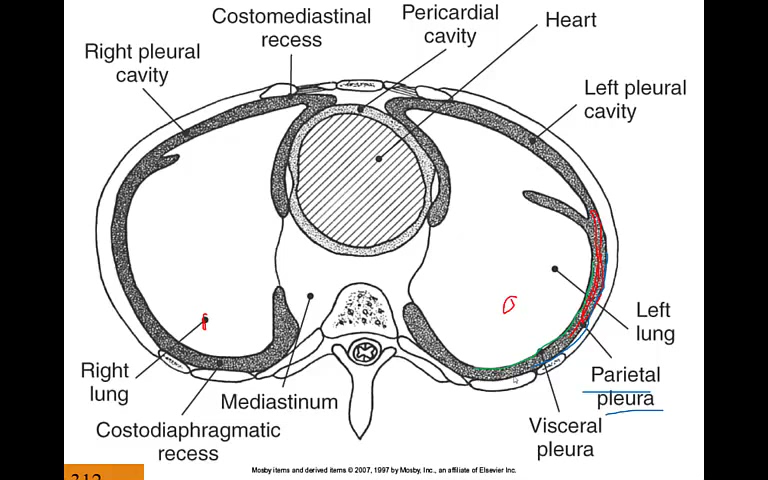 Costomediastinal
recess
Pericardial
cavity
Heart
Right pleural
cavity
Left pleural
cavity
Left
lung
Right
lung
Mediastinum
Parietal
pleura
Costodiaphragmatic
recess
Visceral
pleura
Mosby items and derived items © 2007, 1997 by Mosby, Inc., an affiliate of Elsevier Inc.
312